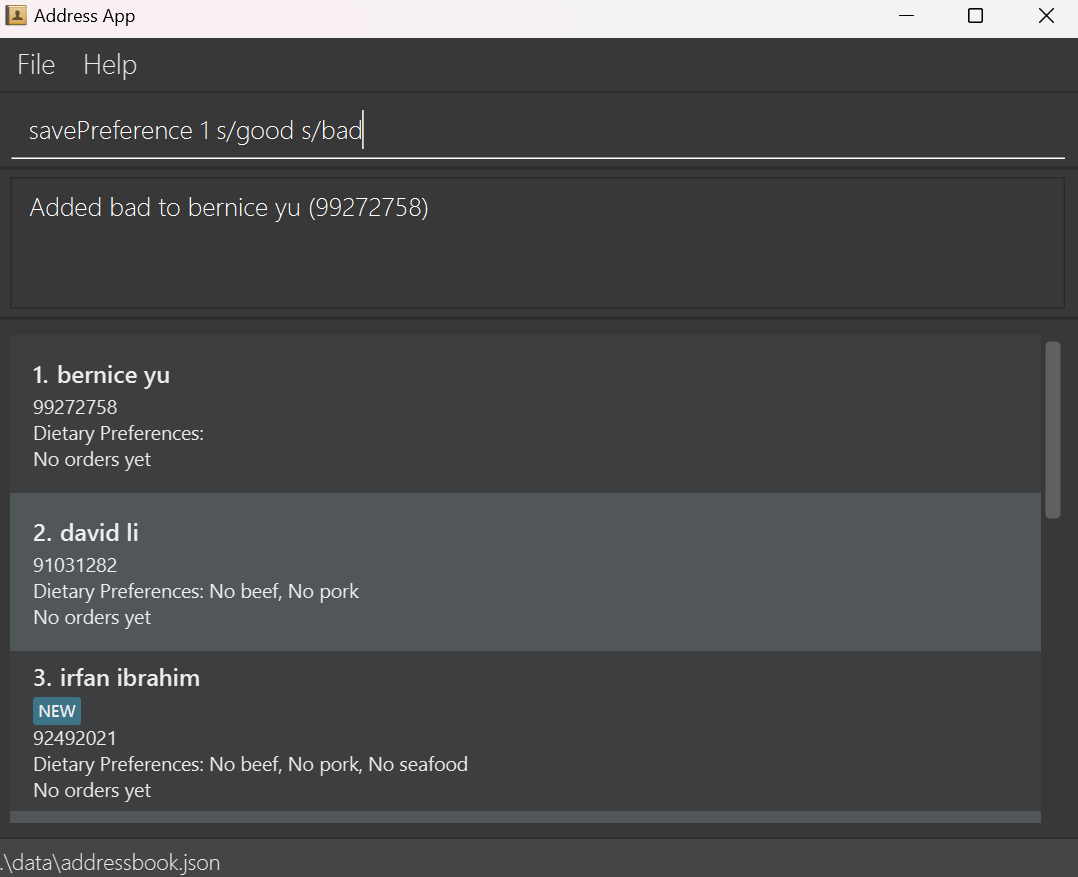 Address App
File Help
savePreference 1 s/good s/bad
Added bad to bernice yu (99272758)
1. bernice yu
99272758
Dietary Preferences:
No orders yet
2. david li
91031282
Dietary Preferences: No beef, No pork
No orders yet
3. irfan ibrahim
NEW
92492021
Dietary Preferences: No beef, No pork, No seafood
No orders yet
.\data\addressbook.json